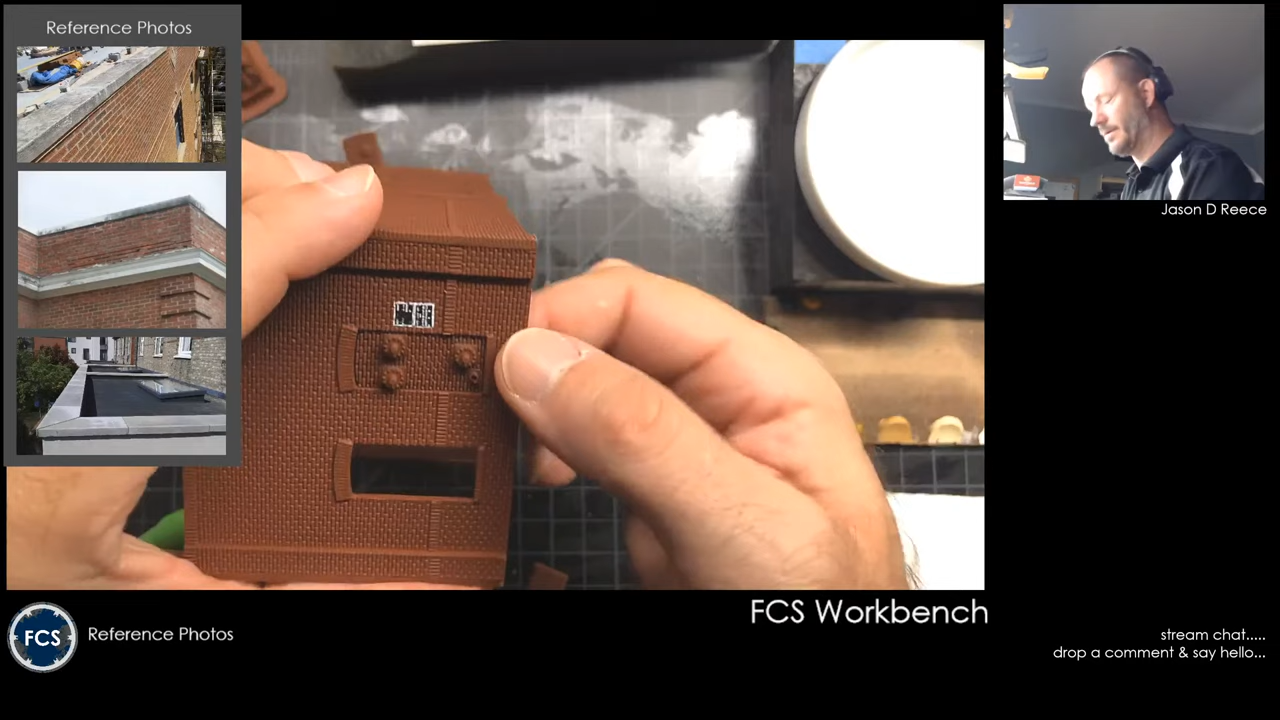 Reference Photos
Jason D Reece
FCS Workbench
FCS
Reference Photos
stream chat.....
drop a comment & say hello...